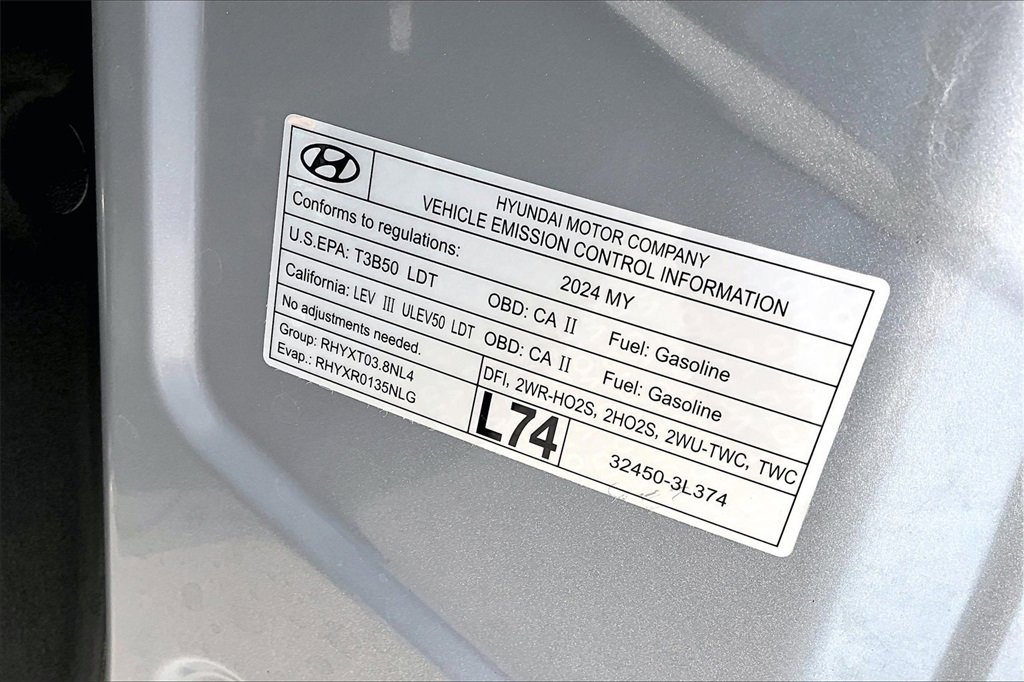 HYUNDAI MOTOR COMPANY
VEHICLE EMISSION CONTROL INFORMATION
Conforms to regulations: 2024 MY
U.S.EPA: T3B50 LDT OBD: CA II Fuel: Gasoline
California: LEV III ULEV50 LDT OBD: CA II Fuel: Gasoline
No adjustments needed. DFI, 2WR-HO2S, 2HO2S, 2WU-TWC, TWC
Group: RHYXT03.8NL4
Evap.: RHYXR0135NLG
L74 32450-3L374